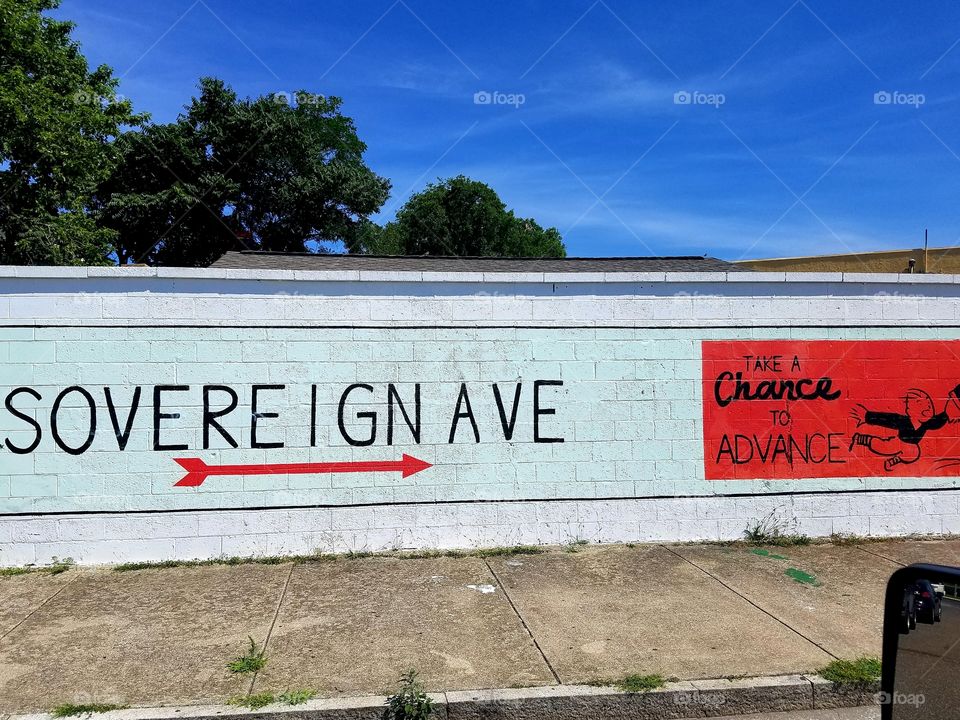 SOVEREIGN AVE
TAKE A
Chance
TO
ADVANCE